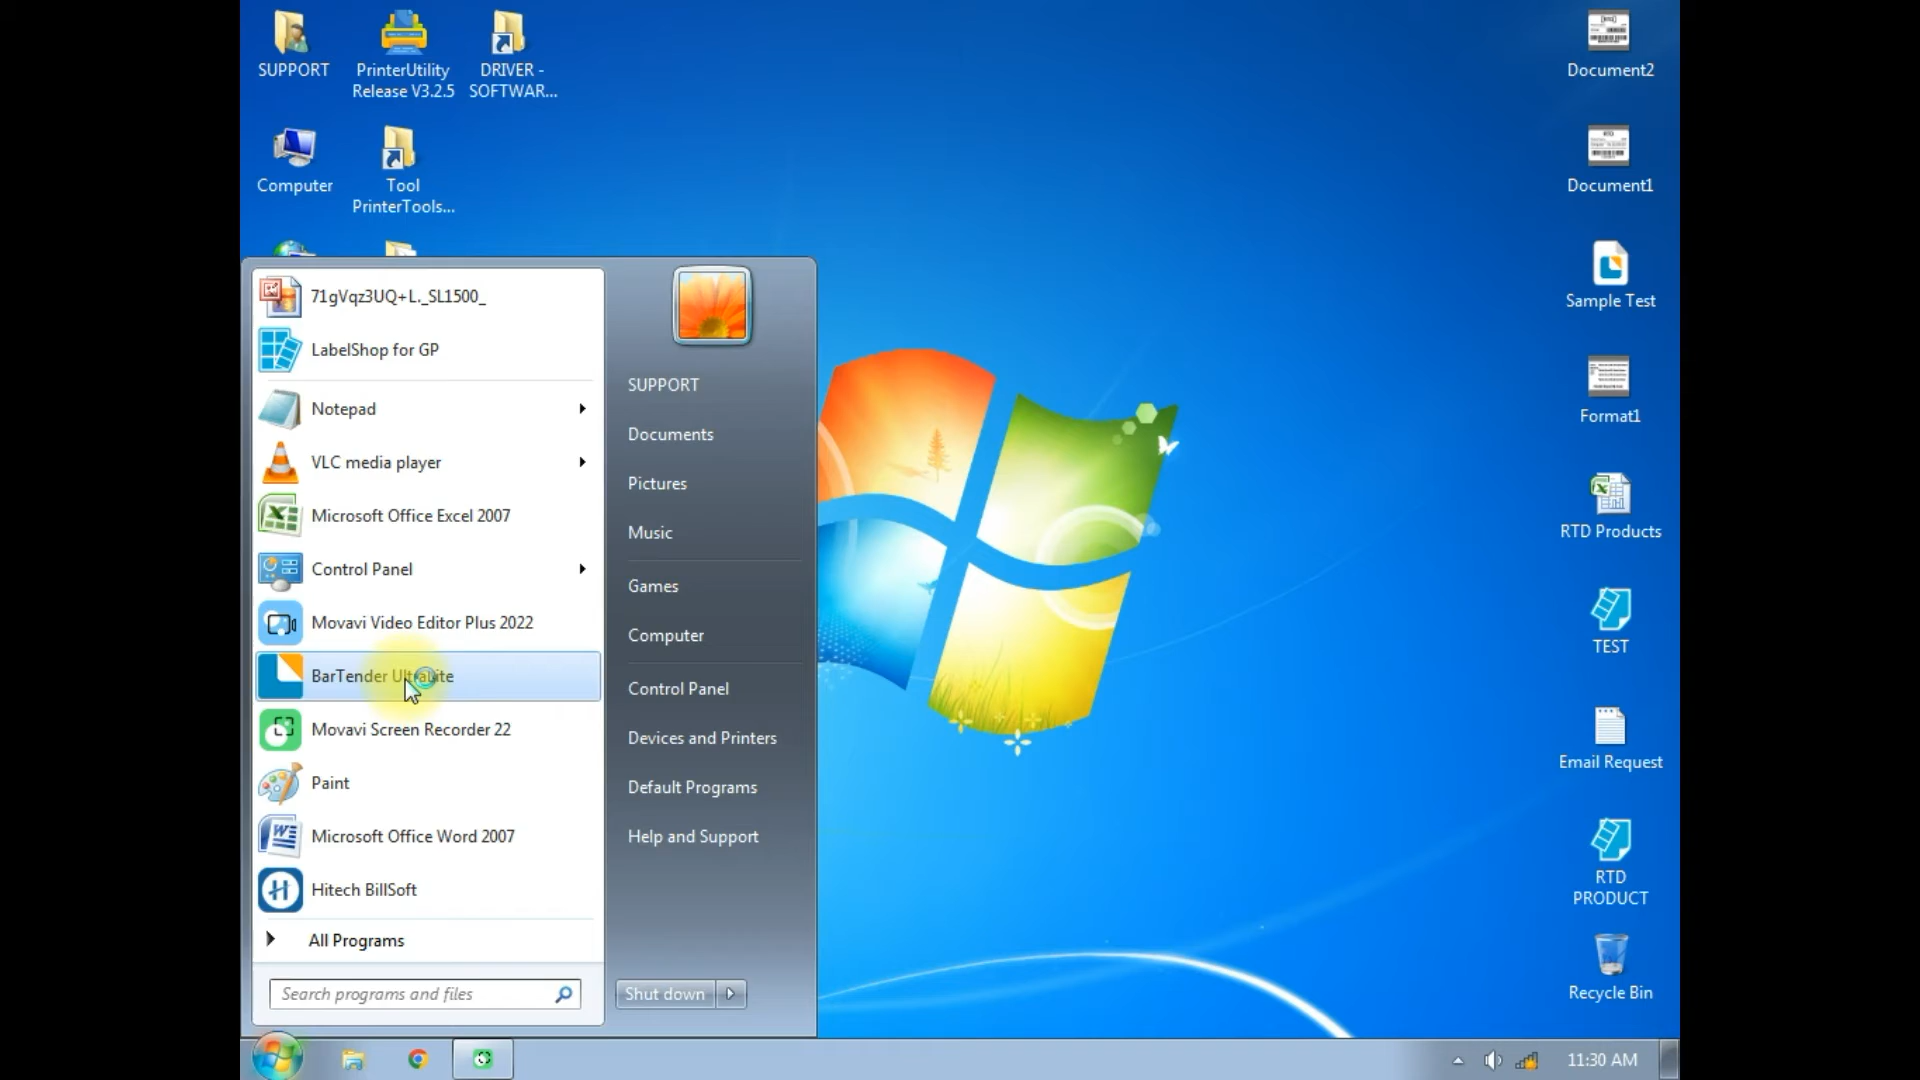 SUPPORT
PrinterUtility
Release V3.2.5
DRIVER -
SOFTWAR...
Computer
Tool
PrinterTools...
71gVqz3UQ+L._SL1500_
LabelShop for GP
Notepad
VLC media player
Microsoft Office Excel 2007
Control Panel
Movavi Video Editor Plus 2022
BarTender UltraLite
Movavi Screen Recorder 22
Paint
Microsoft Office Word 2007
Hitech BillSoft
All Programs
Search programs and files
SUPPORT
Documents
Pictures
Music
Games
Computer
Control Panel
Devices and Printers
Default Programs
Help and Support
Shut down
Document2
Document1
Sample Test
Format1
RTD Products
TEST
Email Request
RTD
PRODUCT
Recycle Bin
11:30 AM